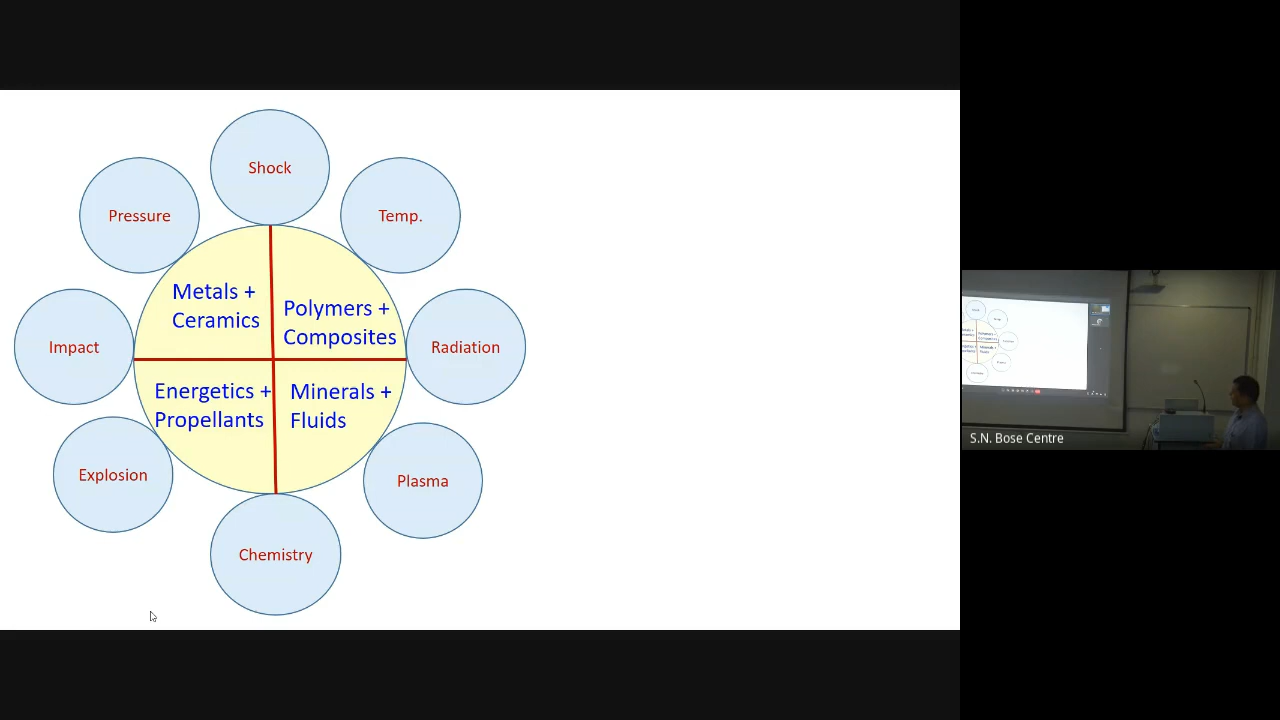 Shock
Pressure
Temp.
Metals +
Ceramics
Polymers +
Composites
Impact
Radiation
Energetics +
Propellants
Minerals +
Fluids
Explosion
Plasma
Chemistry
S.N. Bose Centre